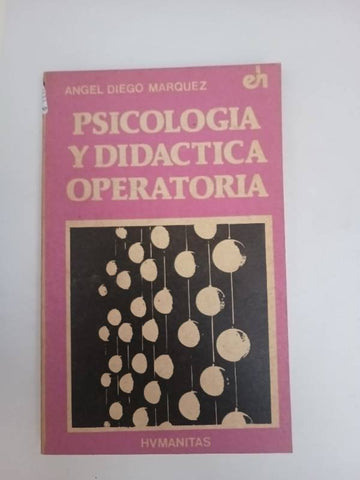 ANGEL DIEGO MARQUEZ
eh
PSICOLOGIA
Y DIDACTICA
OPERATORIA
HVMANITAS